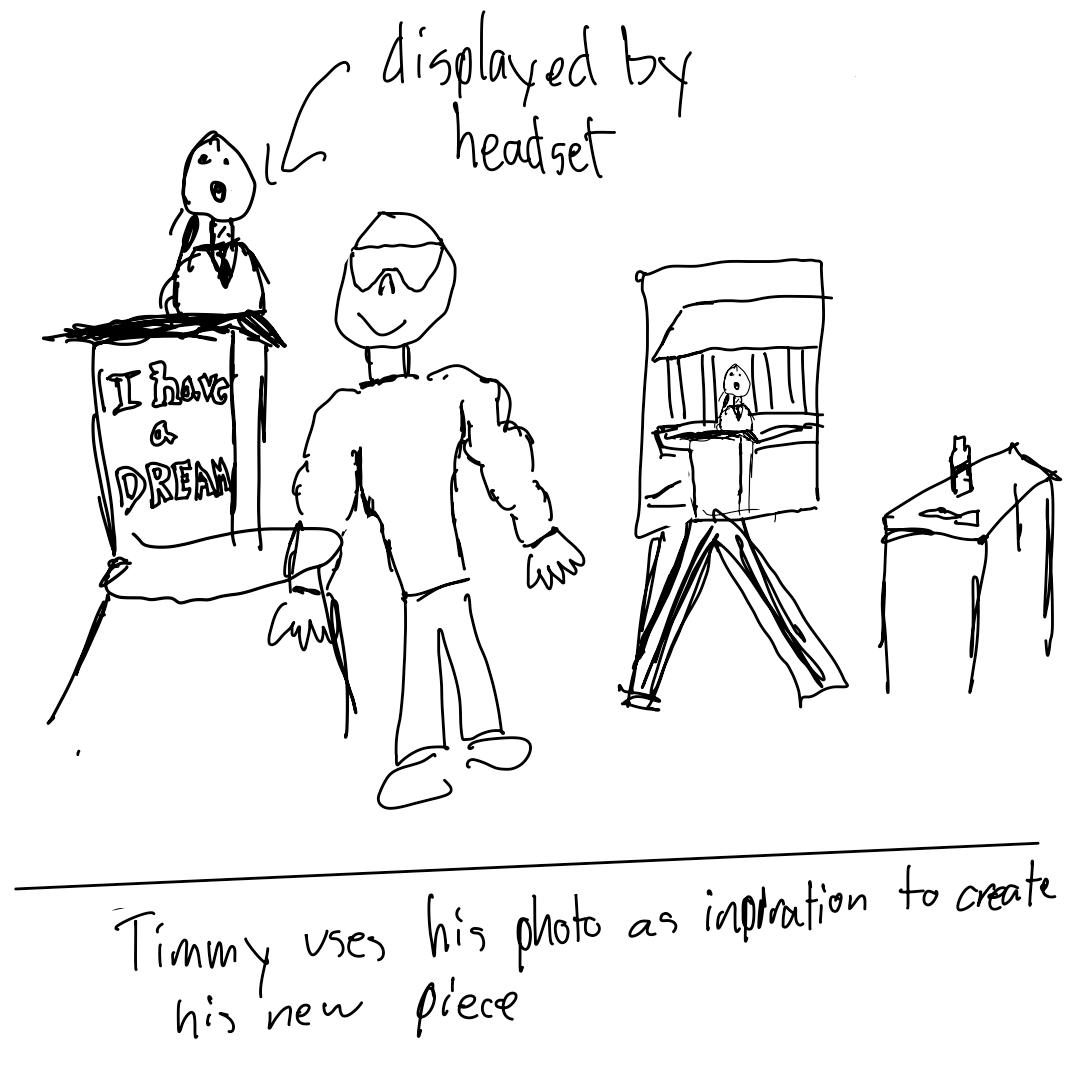 displayed by
headset
I have
a
DREAM
Timmy uses his photo as inpiration to create
his new piece